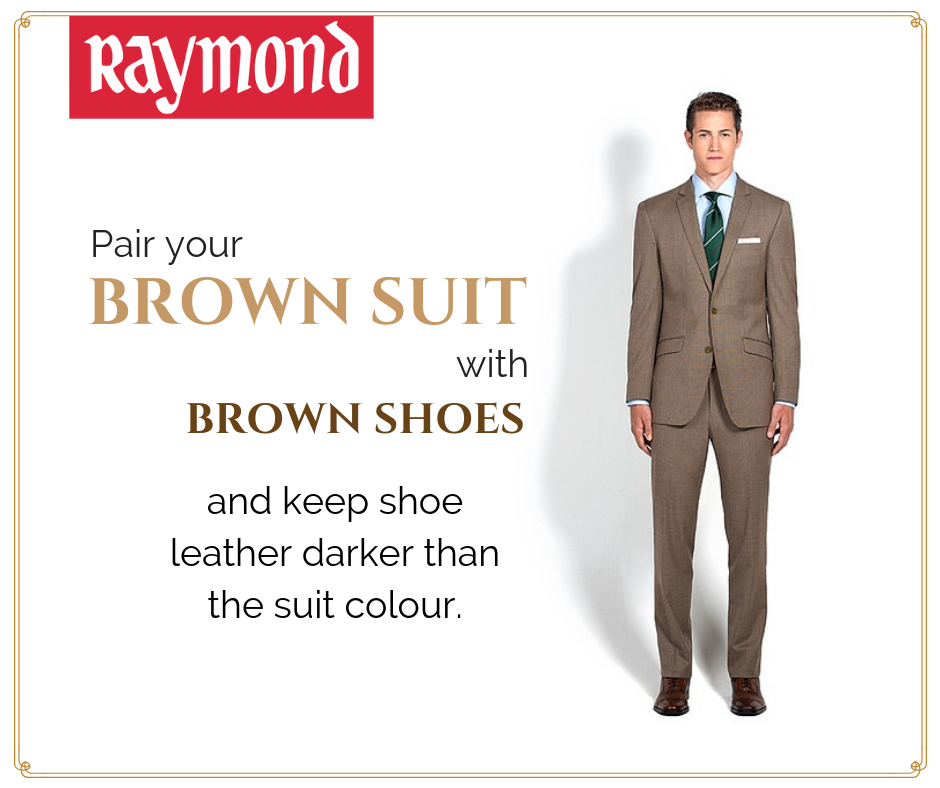 Raymond
Pair your
BROWN SUIT
with
BROWN SHOES
and keep shoe
leather darker than
the suit colour.